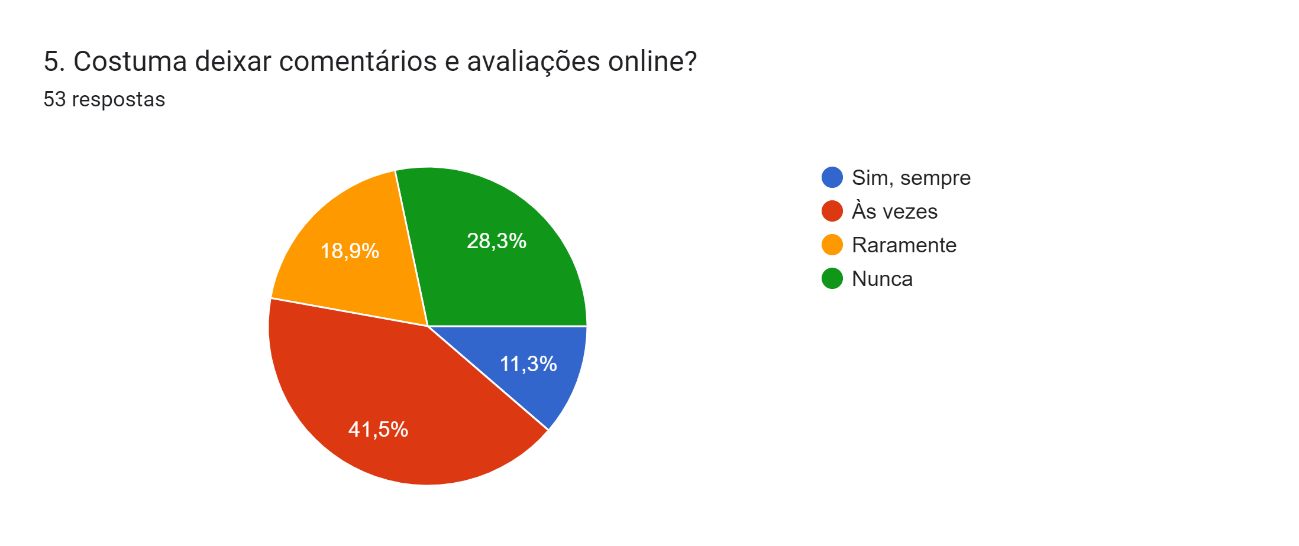 5. Costuma deixar comentários e avaliações online?
53 respostas
Sim, sempre
Às vezes
Raramente
Nunca
28,3%
18,9%
11,3%
41,5%